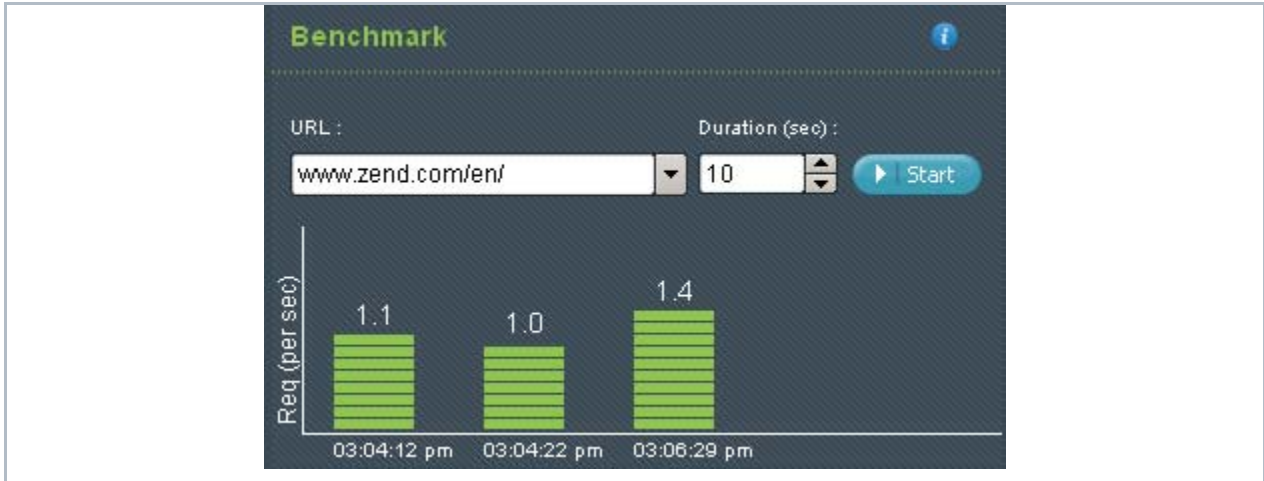 Benchmark
URL : Duration (sec) :
www.zend.com/en/ 10 Start
Req (per sec)
1.1 1.0 1.4
03:04:12 pm 03:04:22 pm 03:06:29 pm